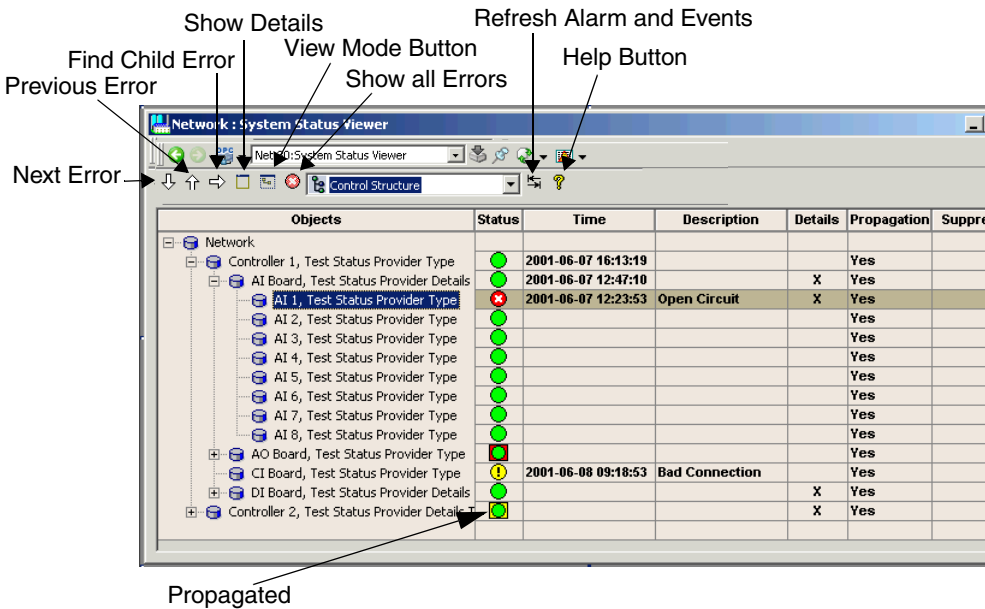 Refresh Alarm and Events
Show Details
View Mode Button
Help Button
Find Child Error
Show all Errors
Previous Error
Next Error
Network : System Status Viewer
OPC
System Status Viewer
Control Structure
Objects Status Time Description Details Propagation Suppre
Network
Controller 1, Test Status Provider Type 2001-06-07 16:13:19 Yes
AI Board, Test Status Provider Details 2001-06-07 12:47:10 X Yes
AI 1, Test Status Provider Type 2001-06-07 12:23:53 Open Circuit X Yes
AI 2, Test Status Provider Type Yes
AI 3, Test Status Provider Type Yes
AI 4, Test Status Provider Type Yes
AI 5, Test Status Provider Type Yes
AI 6, Test Status Provider Type Yes
AI 7, Test Status Provider Type Yes
AI 8, Test Status Provider Type Yes
AO Board, Test Status Provider Type Yes
CI Board, Test Status Provider Type 2001-06-08 09:18:53 Bad Connection Yes
DI Board, Test Status Provider Details X Yes
Controller 2, Test Status Provider Details T X Yes
Propagated